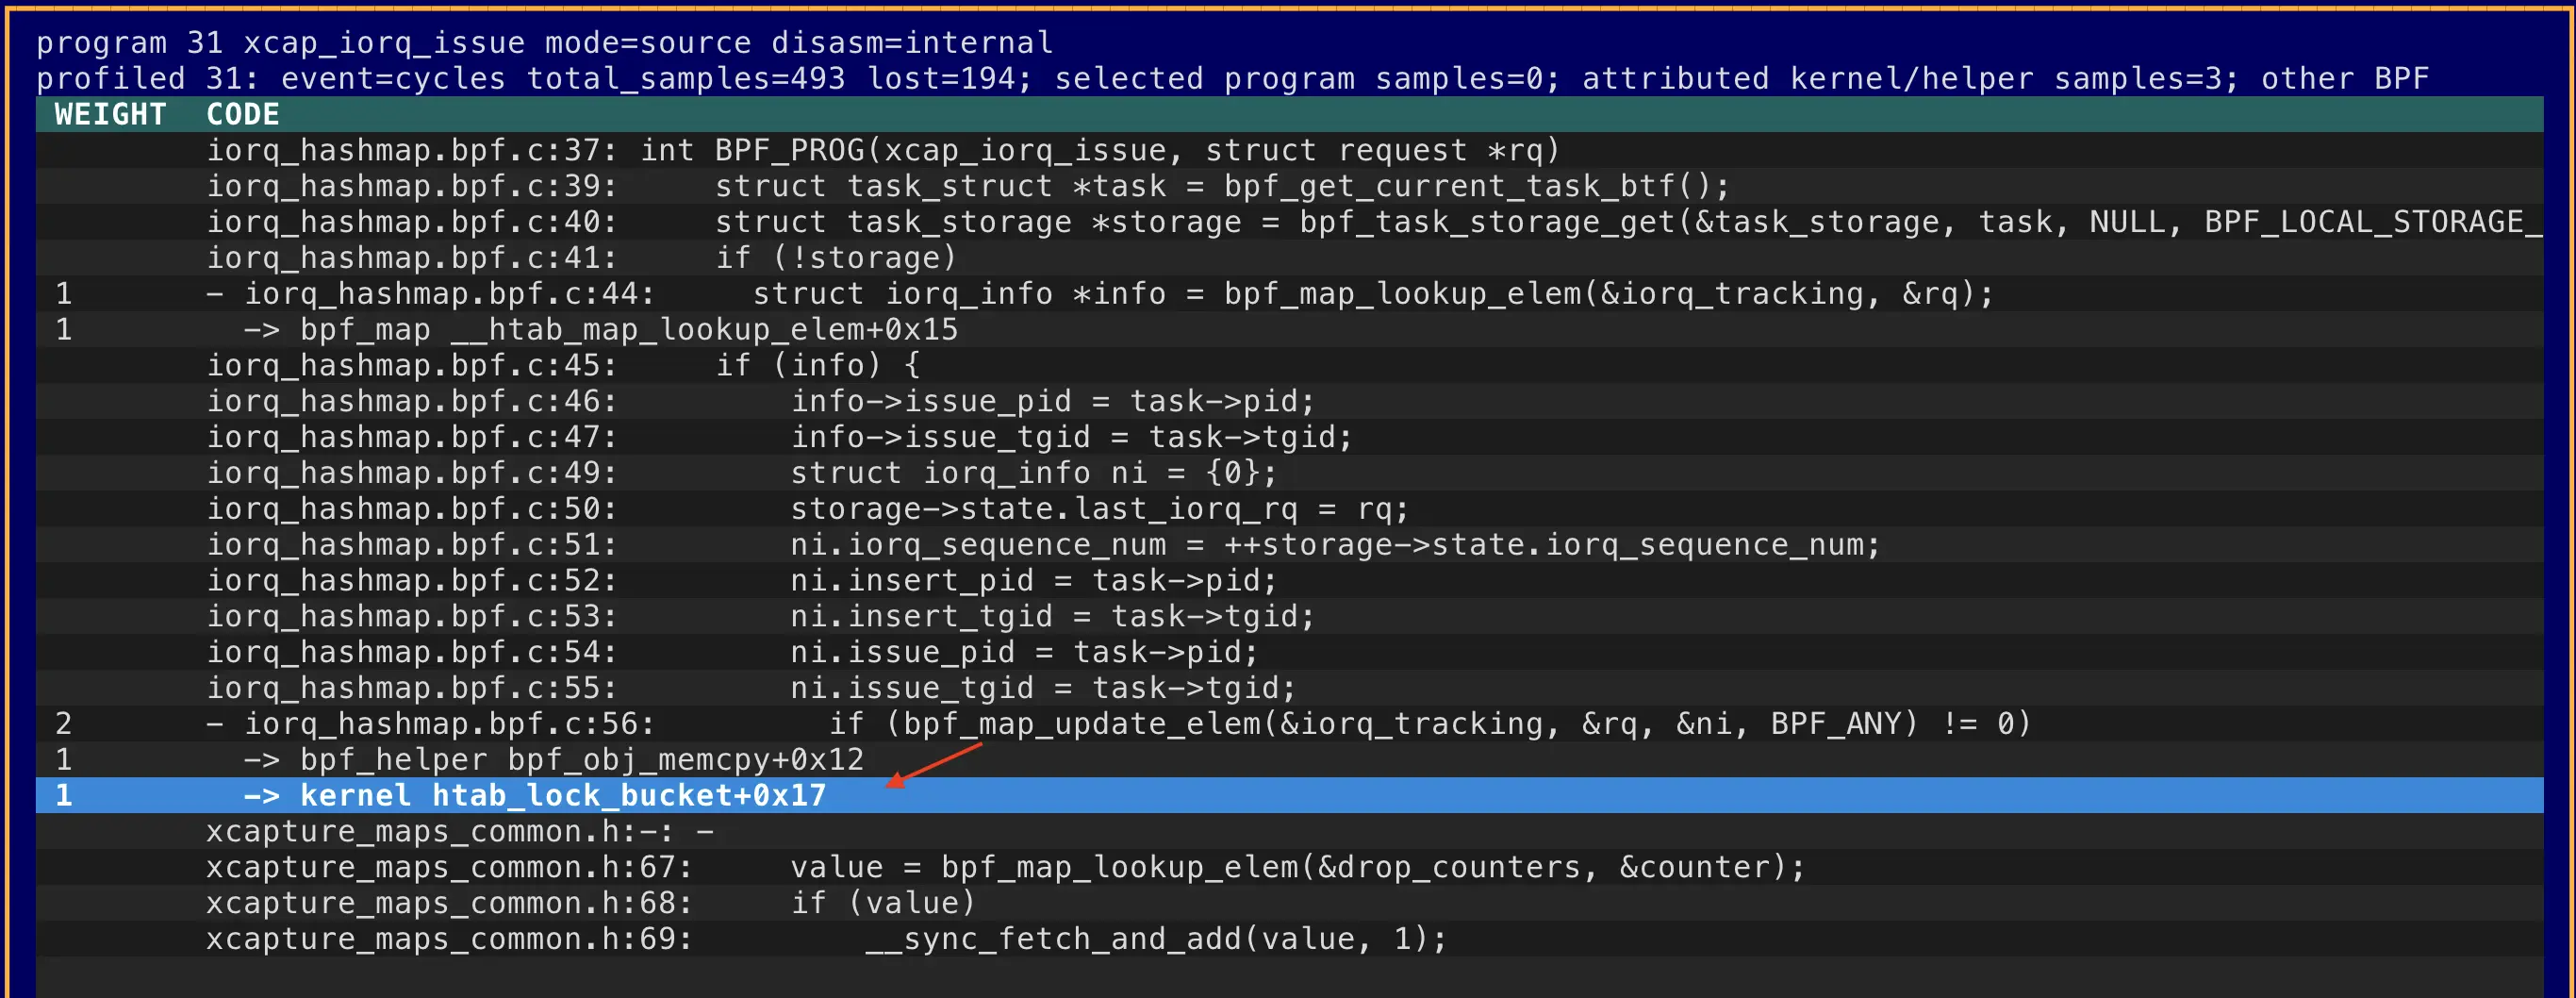 program 31 xcap_iorq_issue mode=source disasm=internal
profiled 31: event=cycles total_samples=493 lost=194; selected program samples=0; attributed kernel/helper samples=3; other BPF
WEIGHT  CODE
iorq_hashmap.bpf.c:37: int BPF_PROG(xcap_iorq_issue, struct request *rq)
iorq_hashmap.bpf.c:39:     struct task_struct *task = bpf_get_current_task_btf();
iorq_hashmap.bpf.c:40:     struct task_storage *storage = bpf_task_storage_get(&task_storage, task, NULL, BPF_LOCAL_STORAGE_
iorq_hashmap.bpf.c:41:     if (!storage)
1       - iorq_hashmap.bpf.c:44:     struct iorq_info *info = bpf_map_lookup_elem(&iorq_tracking, &rq);
1         -> bpf_map __htab_map_lookup_elem+0x15
iorq_hashmap.bpf.c:45:     if (info) {
iorq_hashmap.bpf.c:46:         info->issue_pid = task->pid;
iorq_hashmap.bpf.c:47:         info->issue_tgid = task->tgid;
iorq_hashmap.bpf.c:49:         struct iorq_info ni = {0};
iorq_hashmap.bpf.c:50:         storage->state.last_iorq_rq = rq;
iorq_hashmap.bpf.c:51:         ni.iorq_sequence_num = ++storage->state.iorq_sequence_num;
iorq_hashmap.bpf.c:52:         ni.insert_pid = task->pid;
iorq_hashmap.bpf.c:53:         ni.insert_tgid = task->tgid;
iorq_hashmap.bpf.c:54:         ni.issue_pid = task->pid;
iorq_hashmap.bpf.c:55:         ni.issue_tgid = task->tgid;
2       - iorq_hashmap.bpf.c:56:         if (bpf_map_update_elem(&iorq_tracking, &rq, &ni, BPF_ANY) != 0)
1         -> bpf_helper bpf_obj_memcpy+0x12
1         -> kernel htab_lock_bucket+0x17
xcapture_maps_common.h:-: -
xcapture_maps_common.h:67:     value = bpf_map_lookup_elem(&drop_counters, &counter);
xcapture_maps_common.h:68:     if (value)
xcapture_maps_common.h:69:         __sync_fetch_and_add(value, 1);